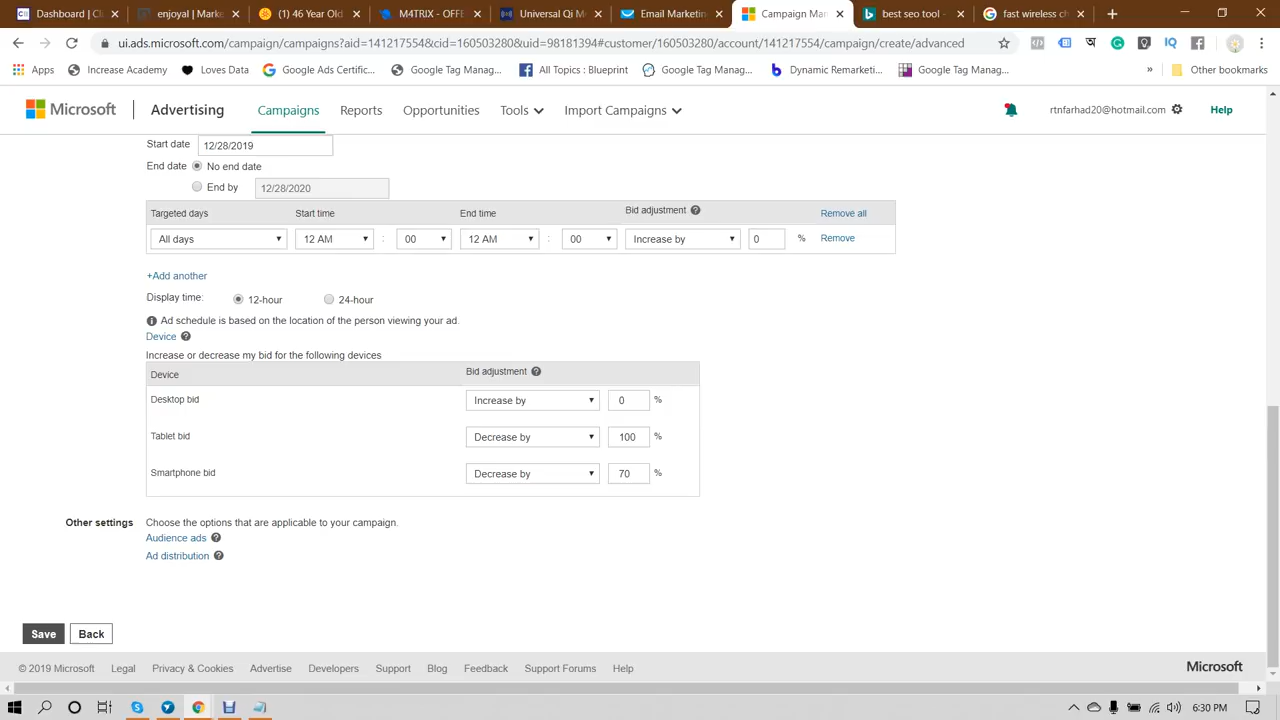 Dashboard | Cli
enjoyal | Invento
(1) 46 Year Old
M4TRIX - OFFE
Universal Qi M
Email Marketin
Campaign Man
best seo tool -
fast wireless ch
ui.ads.microsoft.com/campaign/campaigns?aid=141217554&cid=160503280&uid=98181394#customer/160503280/account/141217554/campaign/create/advanced
Apps
Increase Academy
Loves Data
Google Ads Certific...
Google Tag Manag...
All Topics : Blueprint
Google Tag Manag...
Dynamic Remarketi...
Google Tag Manag...
»
Other bookmarks
Microsoft
Advertising
Campaigns
Reports
Opportunities
Tools
Import Campaigns
rtnfarhad20@hotmail.com
Help
Start date 12/28/2019
End date No end date
End by 12/28/2020
Targeted days Start time End time Bid adjustment Remove all
All days 12 AM : 00 12 AM : 00 Increase by 0 % Remove
+Add another
Display time: 12-hour 24-hour
Ad schedule is based on the location of the person viewing your ad.
Device
Increase or decrease my bid for the following devices
Device Bid adjustment
Desktop bid Increase by 0 %
Tablet bid Decrease by 100 %
Smartphone bid Decrease by 70 %
Other settings Choose the options that are applicable to your campaign.
Audience ads
Ad distribution
Save Back
© 2019 Microsoft Legal Privacy & Cookies Advertise Developers Support Blog Feedback Support Forums Help
Microsoft
6:30 PM